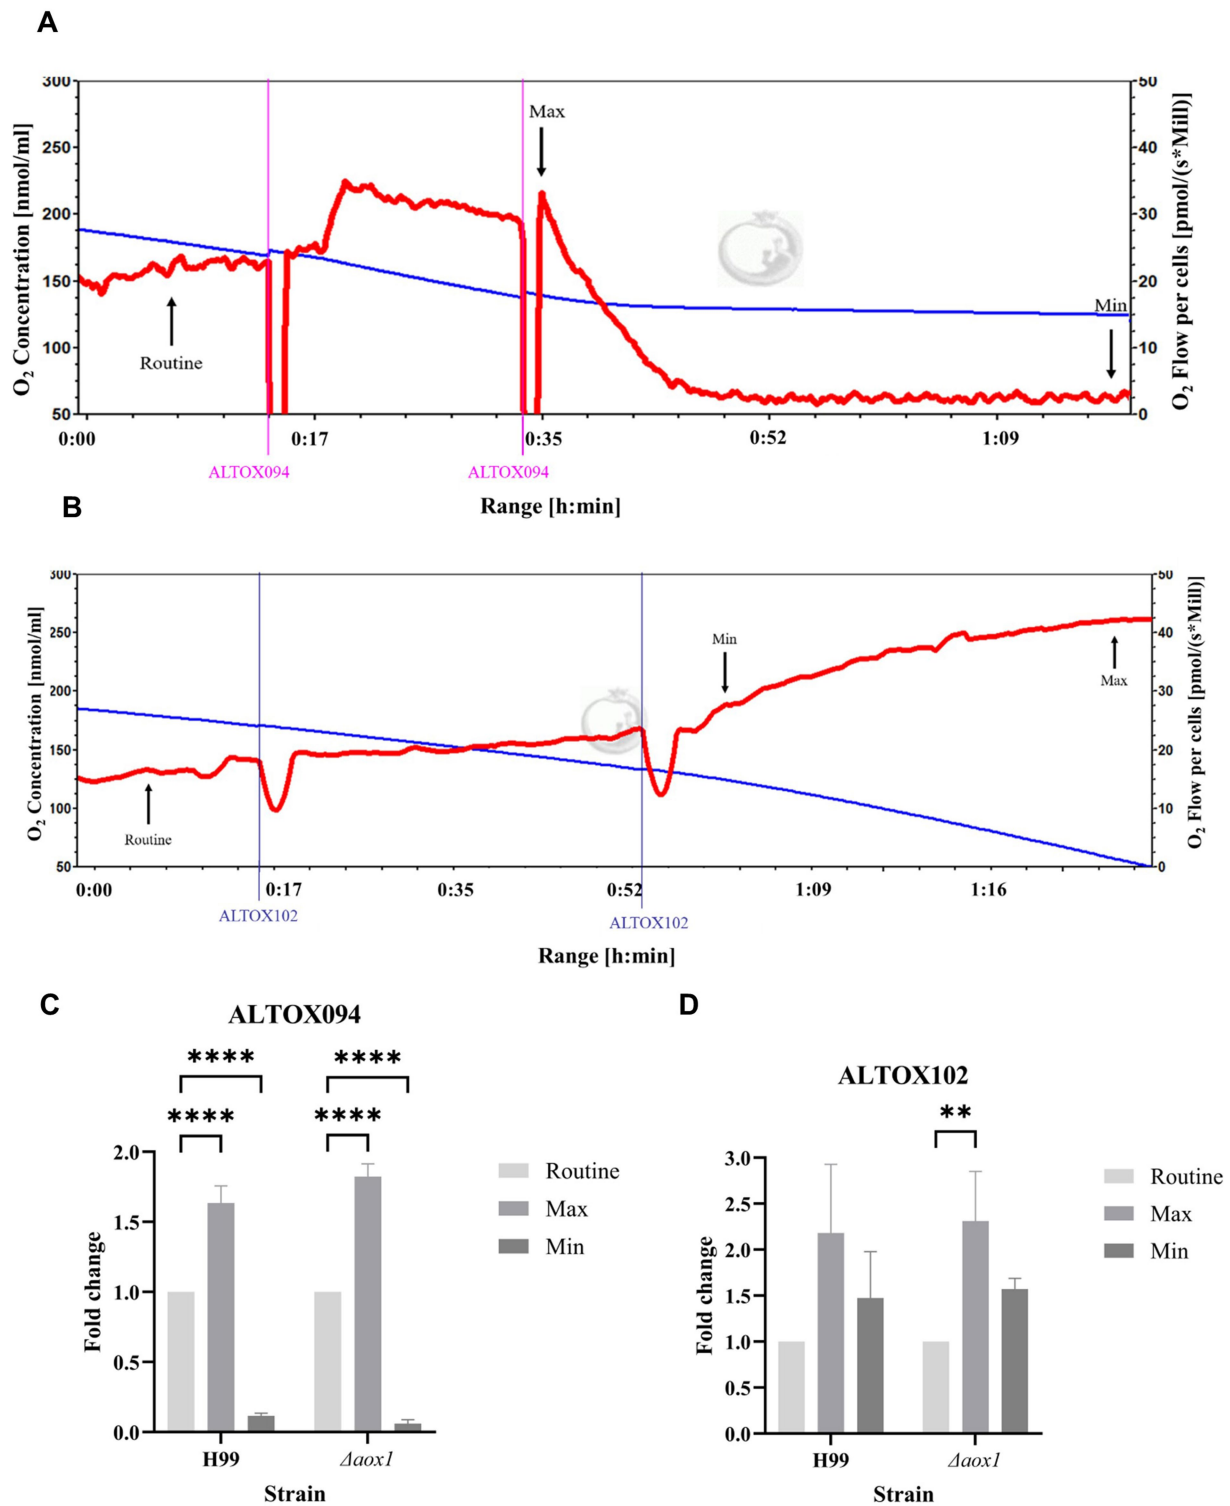 A
O2 Concentration [nmol/ml]
300
250
200
150
100
50
Routine
Max
Min
50
40
30
20
10
0
O2 Flow per cells [pmol/(s*Mill)]
0:00 0:17 0:35 0:52 1:09
ALTOX094 ALTOX094
Range [h:min]
B
O2 Concentration [nmol/ml]
300
250
200
150
100
50
Routine
Min
Max
50
40
30
20
10
0
O2 Flow per cells [pmol/(s*Mill)]
0:00 0:17 0:35 0:52 1:09 1:16
ALTOX102 ALTOX102
Range [h:min]
C
ALTOX094
**** ****
**** ****
Fold change
2.0
1.5
1.0
0.5
0.0
H99 Δaox1
Strain
Routine
Max
Min
D
ALTOX102
**
Fold change
3.0
2.5
2.0
1.5
1.0
0.5
0.0
H99 Δaox1
Strain
Routine
Max
Min